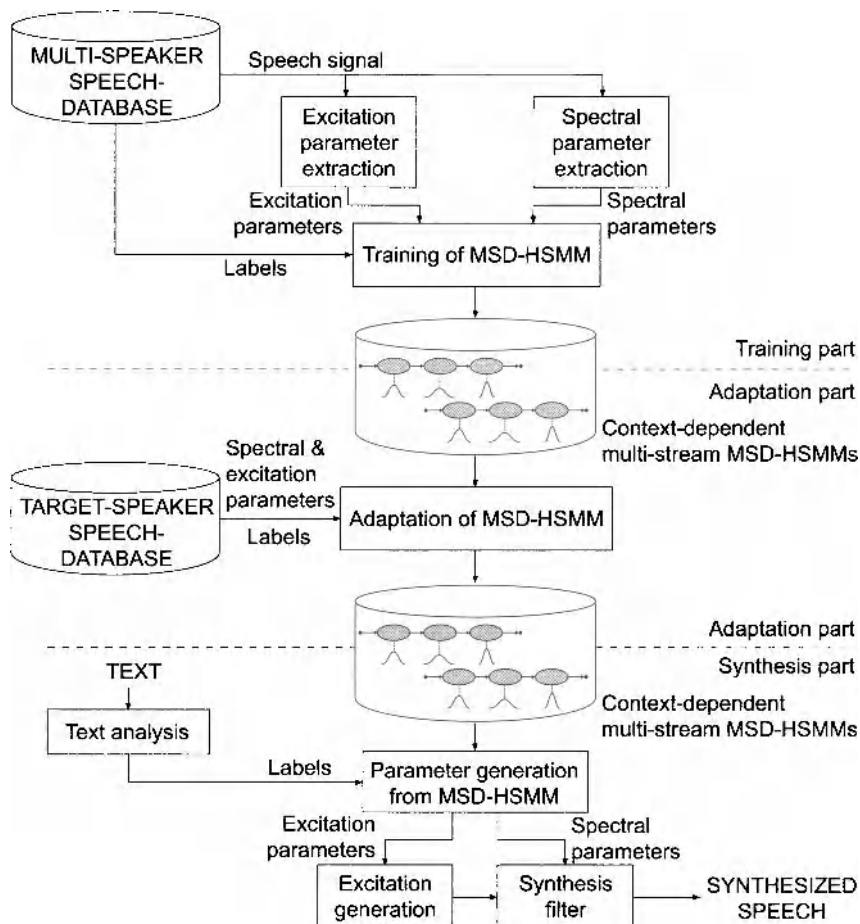 MULTI-SPEAKER
SPEECH-
DATABASE
Speech signal
Excitation
parameter
extraction
Spectral
parameter
extraction
Excitation
parameters
Spectral
parameters
Labels
Training of MSD-HSMM
Training part
Adaptation part
Context-dependent
multi-stream MSD-HSMMs
Spectral &
excitation
parameters
TARGET-SPEAKER
SPEECH-
DATABASE
Labels
Adaptation of MSD-HSMM
Adaptation part
Synthesis part
TEXT
Context-dependent
multi-stream MSD-HSMMs
Text analysis
Labels
Parameter generation
from MSD-HSMM
Excitation
parameters
Spectral
parameters
Excitation
generation
Synthesis
filter
SYNTHESIZED
SPEECH